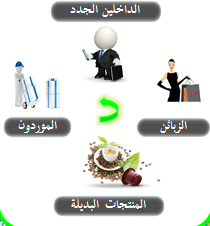 الداخلين الجدد
الزبائن
الموردون
المنتجات البديلة